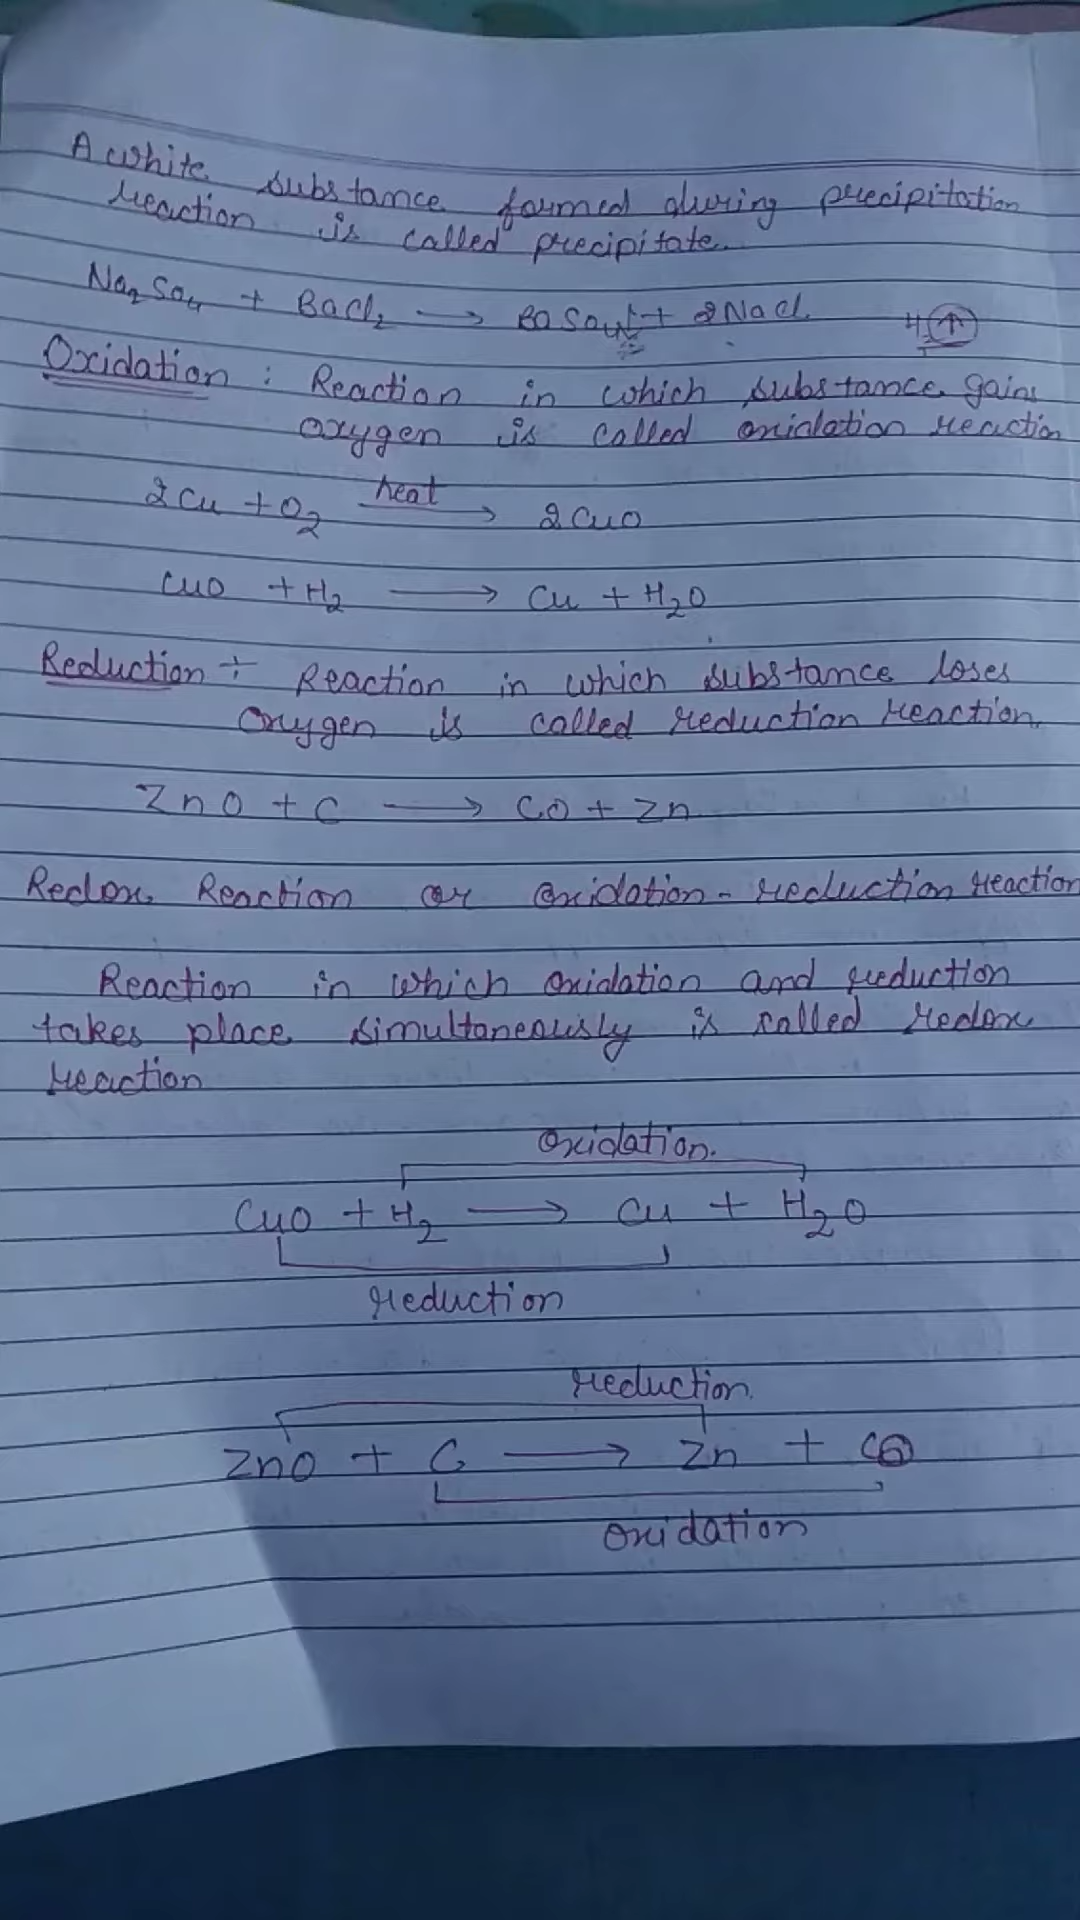 A white substance formed during precipitation
reaction is called precipitate.
Na₂SO₄ + BaCl₂ → BaSO₄↓ + 2NaCl
Oxidation : Reaction in which substance gains
oxygen is called oxidation reaction
2Cu + O₂ heat → 2CuO
CuO + H₂ → Cu + H₂O
Reduction ÷ Reaction in which substance loses
oxygen is called reduction reaction.
ZnO + C → CO + Zn
Redox Reaction or oxidation - reduction reaction
Reaction in which oxidation and reduction
takes place simultaneously is called redox
reaction
Oxidation.
CuO + H₂ → Cu + H₂O
reduction
reduction.
ZnO + C → Zn + CO
oxidation